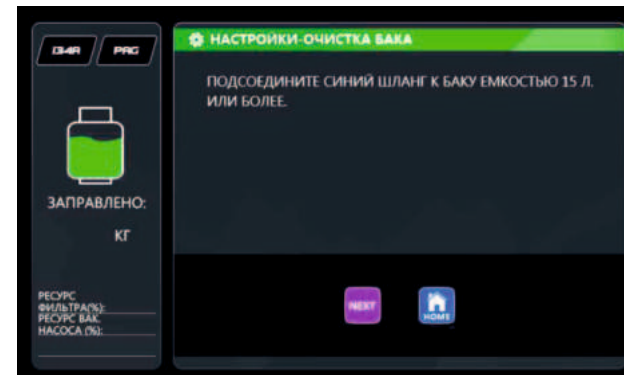 134A PAG
НАСТРОЙКИ-ОЧИСТКА БАКА
ПОДСОЕДИНИТЕ СИНИЙ ШЛАНГ К БАКУ ЕМКОСТЬЮ 15 Л.
ИЛИ БОЛЕЕ.
ЗАПРАВЛЕНО:
КГ
РЕСУРС
ФИЛЬТРА(%):
РЕСУРС ВАК.
НАСОСА (%):
NEXT
HOME